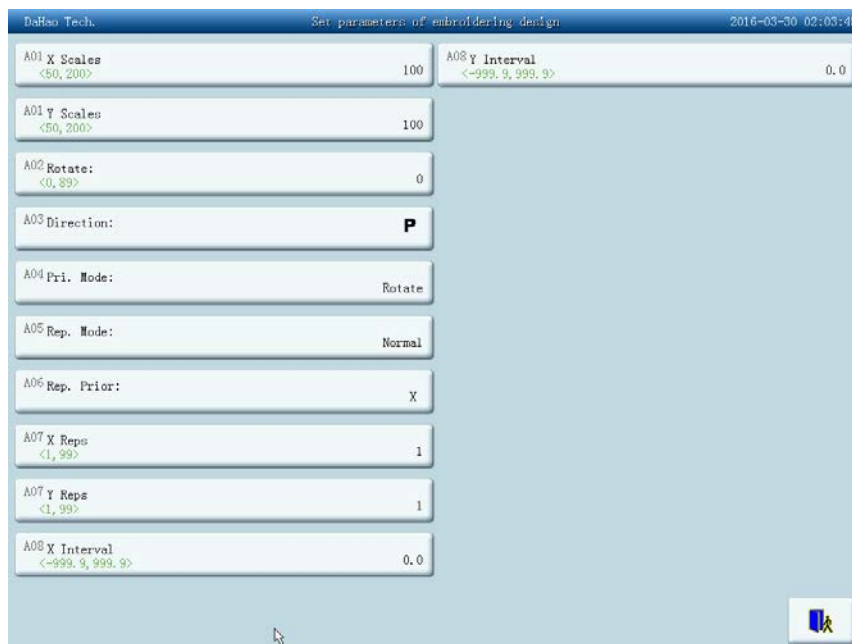 DaHao Tech. Set parameters of embroidering design 2016-03-30 02:03:4
A01 X Scales
<50, 200> 100
A01 Y Scales
<50, 200> 100
A02 Rotate:
<0, 89> 0
A03 Direction: P
A04 Pri. Mode:
Rotate
A05 Rep. Mode:
Normal
A06 Rep. Prior:
X
A07 X Reps
<1, 99> 1
A07 Y Reps
<1, 99> 1
A08 X Interval
<-999.9, 999.9> 0.0
A08 Y Interval
<-999.9, 999.9> 0.0